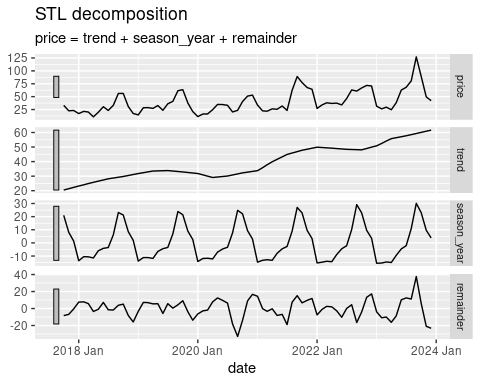 STL decomposition
price = trend + season_year + remainder
125
100
75
50
25
price
60
50
40
30
20
trend
30
20
10
0
-10
season_year
40
20
0
-20
remainder
2018 Jan 2020 Jan 2022 Jan 2024 Jan
date